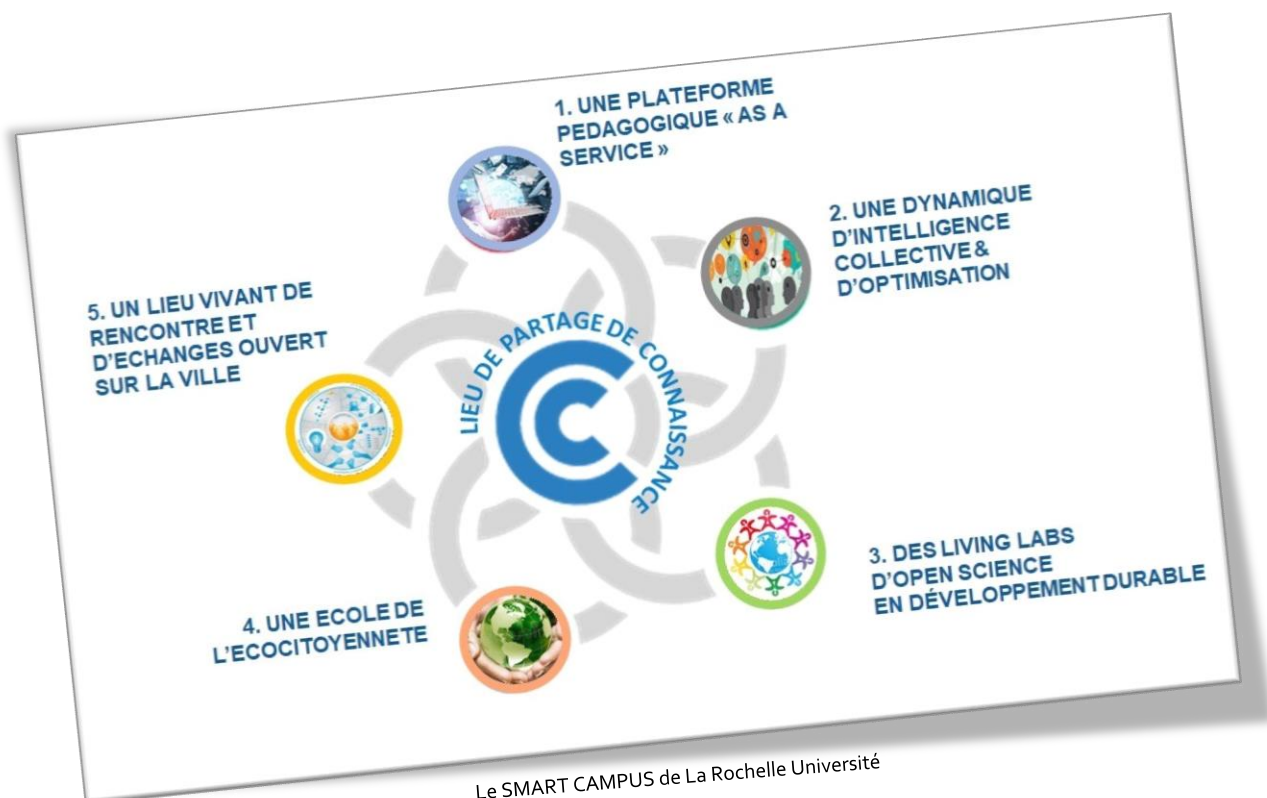 1. UNE PLATEFORME
PEDAGOGIQUE « AS A
SERVICE »
2. UNE DYNAMIQUE
D'INTELLIGENCE
COLLECTIVE &
D'OPTIMISATION
3. DES LIVING LABS
D'OPEN SCIENCE
EN DÉVELOPPEMENT DURABLE
4. UNE ECOLE DE
L'ECOCITOYENNETE
5. UN LIEU VIVANT DE
RENCONTRE ET
D'ECHANGES OUVERT
SUR LA VILLE
LIEU DE PARTAGE DE CONNAISSANCE
Le SMART CAMPUS de La Rochelle Université